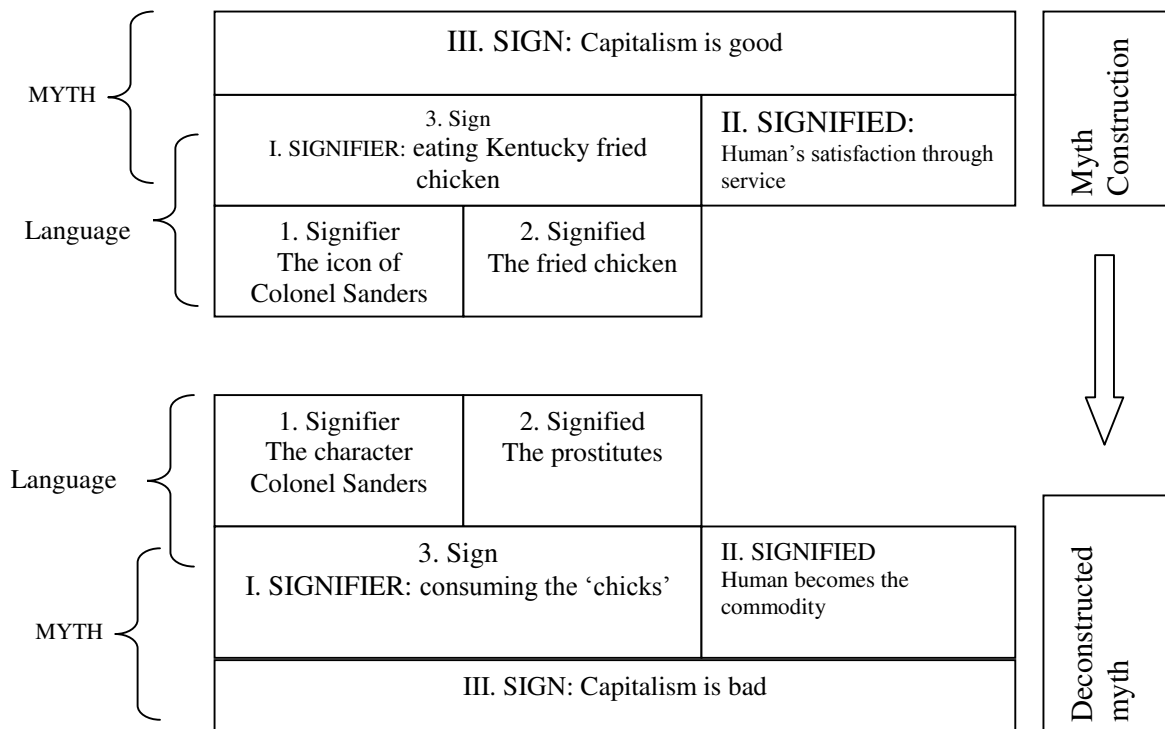 III. SIGN: Capitalism is good
MYTH
3. Sign
I. SIGNIFIER: eating Kentucky fried
chicken
II. SIGNIFIED:
Human's satisfaction through
service
Myth
Construction
Language
1. Signifier
The icon of
Colonel Sanders
2. Signified
The fried chicken
Language
1. Signifier
The character
Colonel Sanders
2. Signified
The prostitutes
MYTH
3. Sign
I. SIGNIFIER: consuming the ‘chicks’
II. SIGNIFIED
Human becomes the
commodity
III. SIGN: Capitalism is bad
Deconstructed
myth